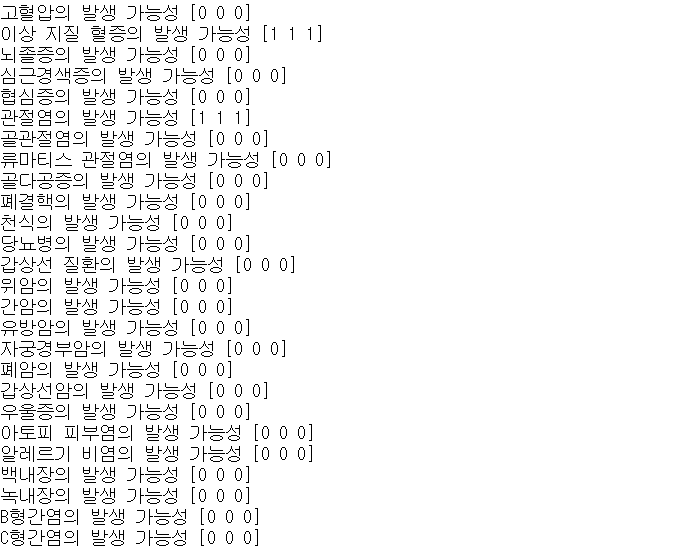 고혈압의 발생 가능성 [0 0 0]
이상 지질 혈증의 발생 가능성 [1 1 1]
뇌졸증의 발생 가능성 [0 0 0]
심근경색증의 발생 가능성 [0 0 0]
협심증의 발생 가능성 [0 0 0]
관절염의 발생 가능성 [1 1 1]
골관절염의 발생 가능성 [0 0 0]
류마티스 관절염의 발생 가능성 [0 0 0]
골다공증의 발생 가능성 [0 0 0]
폐결핵의 발생 가능성 [0 0 0]
천식의 발생 가능성 [0 0 0]
당뇨병의 발생 가능성 [0 0 0]
갑상선 질환의 발생 가능성 [0 0 0]
위암의 발생 가능성 [0 0 0]
간암의 발생 가능성 [0 0 0]
유방암의 발생 가능성 [0 0 0]
자궁경부암의 발생 가능성 [0 0 0]
폐암의 발생 가능성 [0 0 0]
갑상선암의 발생 가능성 [0 0 0]
우울증의 발생 가능성 [0 0 0]
아토피 피부염의 발생 가능성 [0 0 0]
알레르기 비염의 발생 가능성 [0 0 0]
백내장의 발생 가능성 [0 0 0]
녹내장의 발생 가능성 [0 0 0]
B형간염의 발생 가능성 [0 0 0]
C형간염의 발생 가능성 [0 0 0]